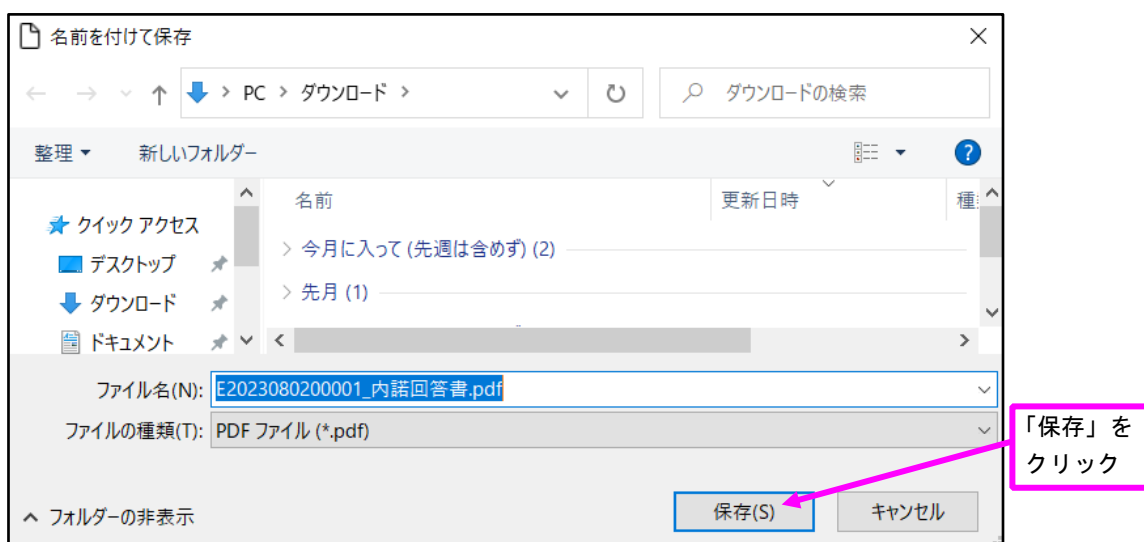 名前を付けて保存
PC > ダウンロード >
ダウンロードの検索
整理
新しいフォルダー
名前
更新日時
クイック アクセス
デスクトップ
ダウンロード
ドキュメント
今月に入って (先週は含めず) (2)
先月 (1)
ファイル名(N): E2023080200001_内諾回答書.pdf
ファイルの種類(T): PDF ファイル (*.pdf)
「保存」を
クリック
フォルダーの非表示
保存(S)
キャンセル